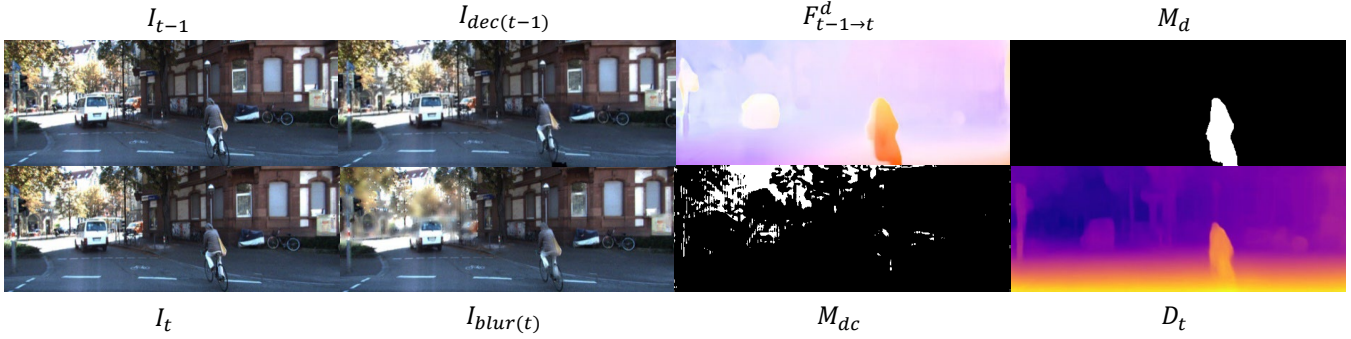 I_{t-1} I_{dec(t-1)} F^d_{t-1→t} M_d
I_t I_{blur(t)} M_{dc} D_t